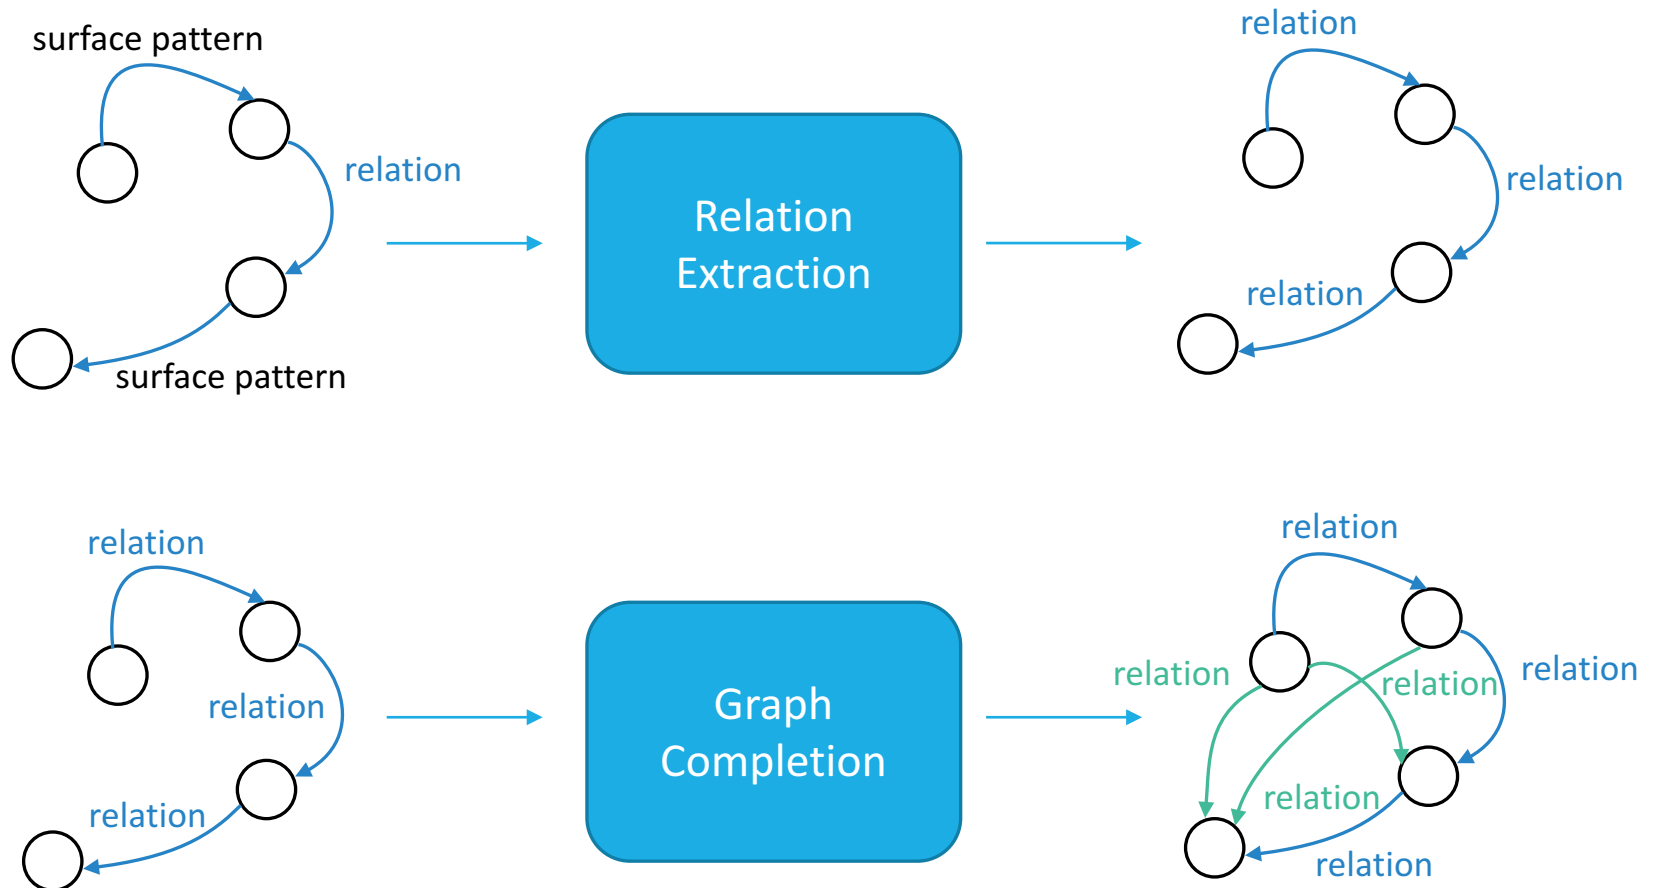 surface pattern
relation
surface pattern
Relation
Extraction
relation
relation
relation
relation
relation
relation
Graph
Completion
relation
relation
relation
relation
relation
relation